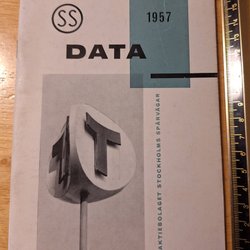 SS
1957
DATA
T
T
AKTIEBOLAGET STOCKHOLMS SPÅRVÄGAR